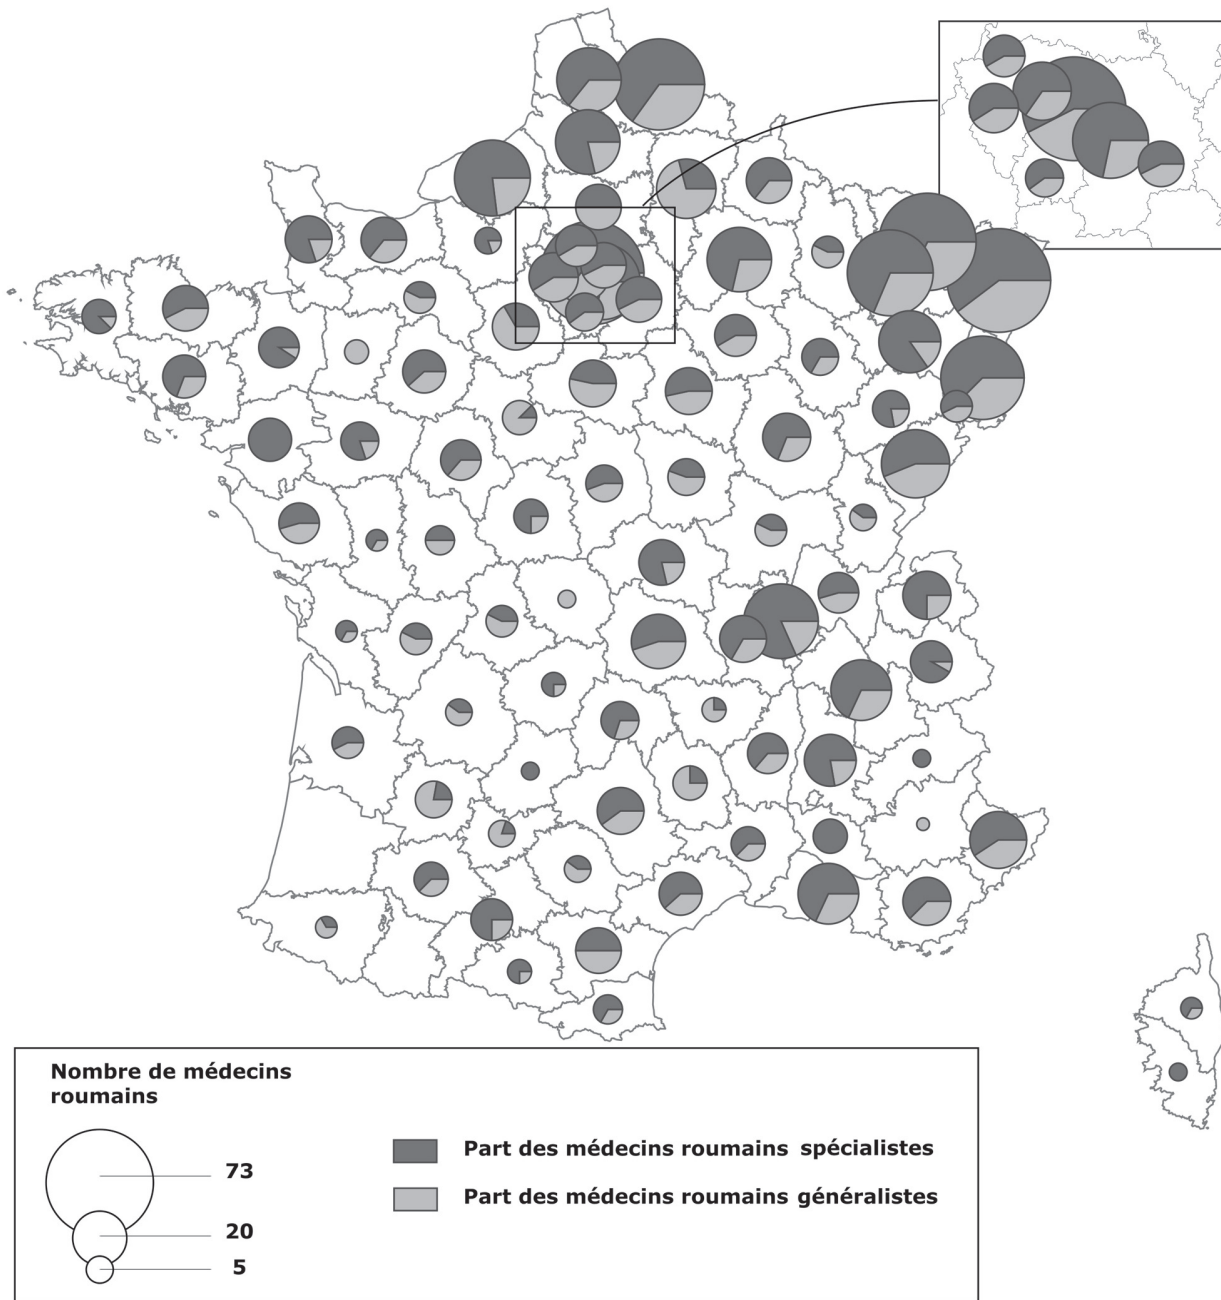 Nombre de médecins
roumains
73
20
5
Part des médecins roumains spécialistes
Part des médecins roumains généralistes